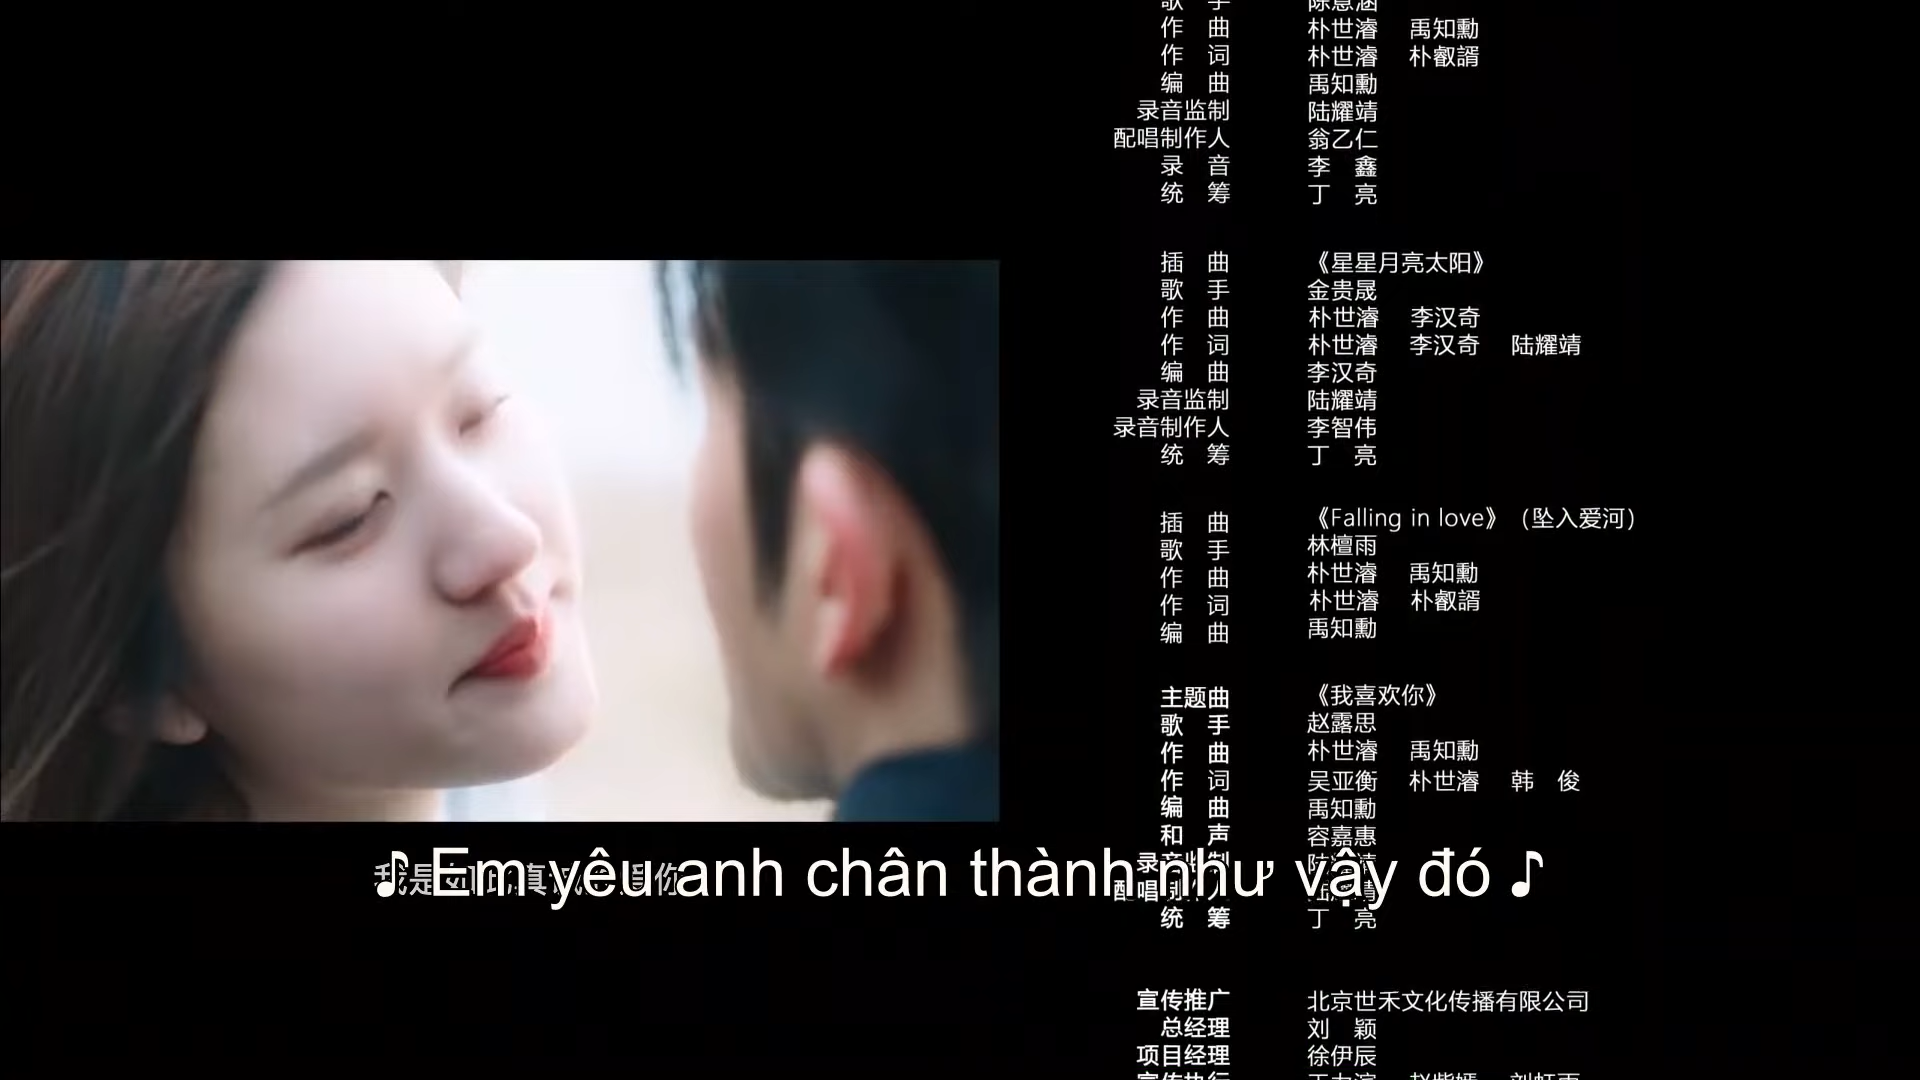 歌 手 陈意涵
作 曲 朴世濬 禹知勳
作 词 朴世濬 朴叡諝
编 曲 禹知勳
录音监制 陆耀靖
配唱制作人 翁乙仁
录 音 李 鑫
统 筹 丁 亮
插 曲 《星星月亮太阳》
歌 手 金贵晟
作 曲 朴世濬 李汉奇
作 词 朴世濬 李汉奇 陆耀靖
编 曲 李汉奇
录音监制 陆耀靖
录音制作人 李智伟
统 筹 丁 亮
插 曲 《Falling in love》（坠入爱河）
歌 手 林檀雨
作 曲 朴世濬 禹知勳
作 词 朴世濬 朴叡諝
编 曲 禹知勳
主题曲 《我喜欢你》
歌 手 赵露思
作 曲 朴世濬 禹知勳
作 词 吴亚衡 朴世濬 韩 俊
编 曲 禹知勳
和 声 容嘉惠
♪ Em yêu anh chân thành như vậy đó ♪
统 筹 丁 亮
宣传推广 北京世禾文化传播有限公司
总经理 刘 颖
项目经理 徐伊辰